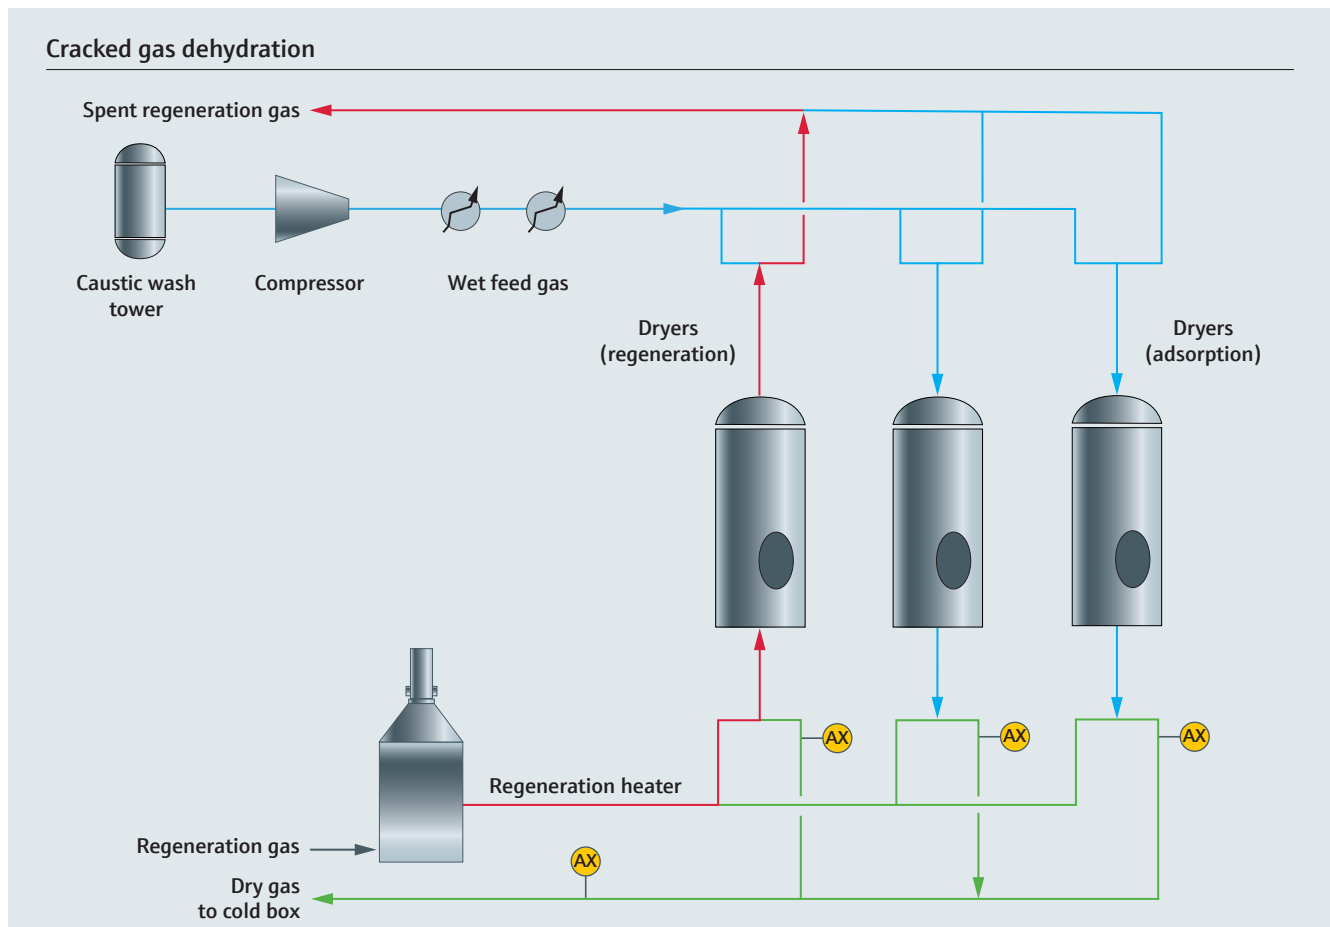 Cracked gas dehydration
Spent regeneration gas
Caustic wash
tower
Compressor
Wet feed gas
Dryers
(regeneration)
Dryers
(adsorption)
AX
AX
AX
Regeneration heater
Regeneration gas
AX
Dry gas
to cold box